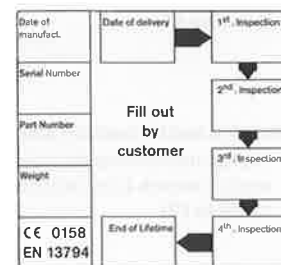 Date of
manufact.
Date of delivery
1st. Inspection
Serial Number
2nd. Inspection
Fill out
by
customer
Part Number
3rd. Inspection
Weight
CE 0158
EN 13794
End of Lifetime
4th. Inspection